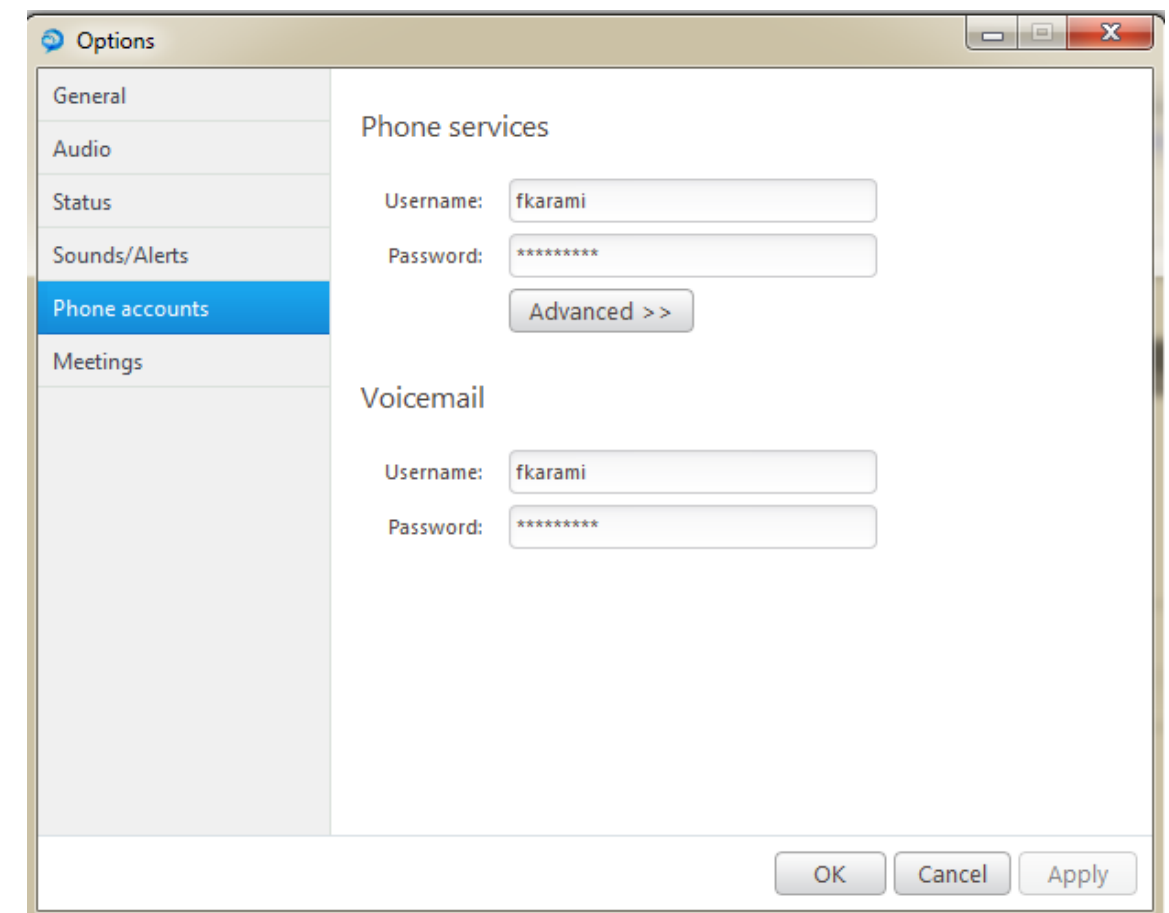 Options
General
Audio
Status
Sounds/Alerts
Phone accounts
Meetings
Phone services
Username: fkarami
Password: *********
Advanced >>
Voicemail
Username: fkarami
Password: *********
OK Cancel Apply